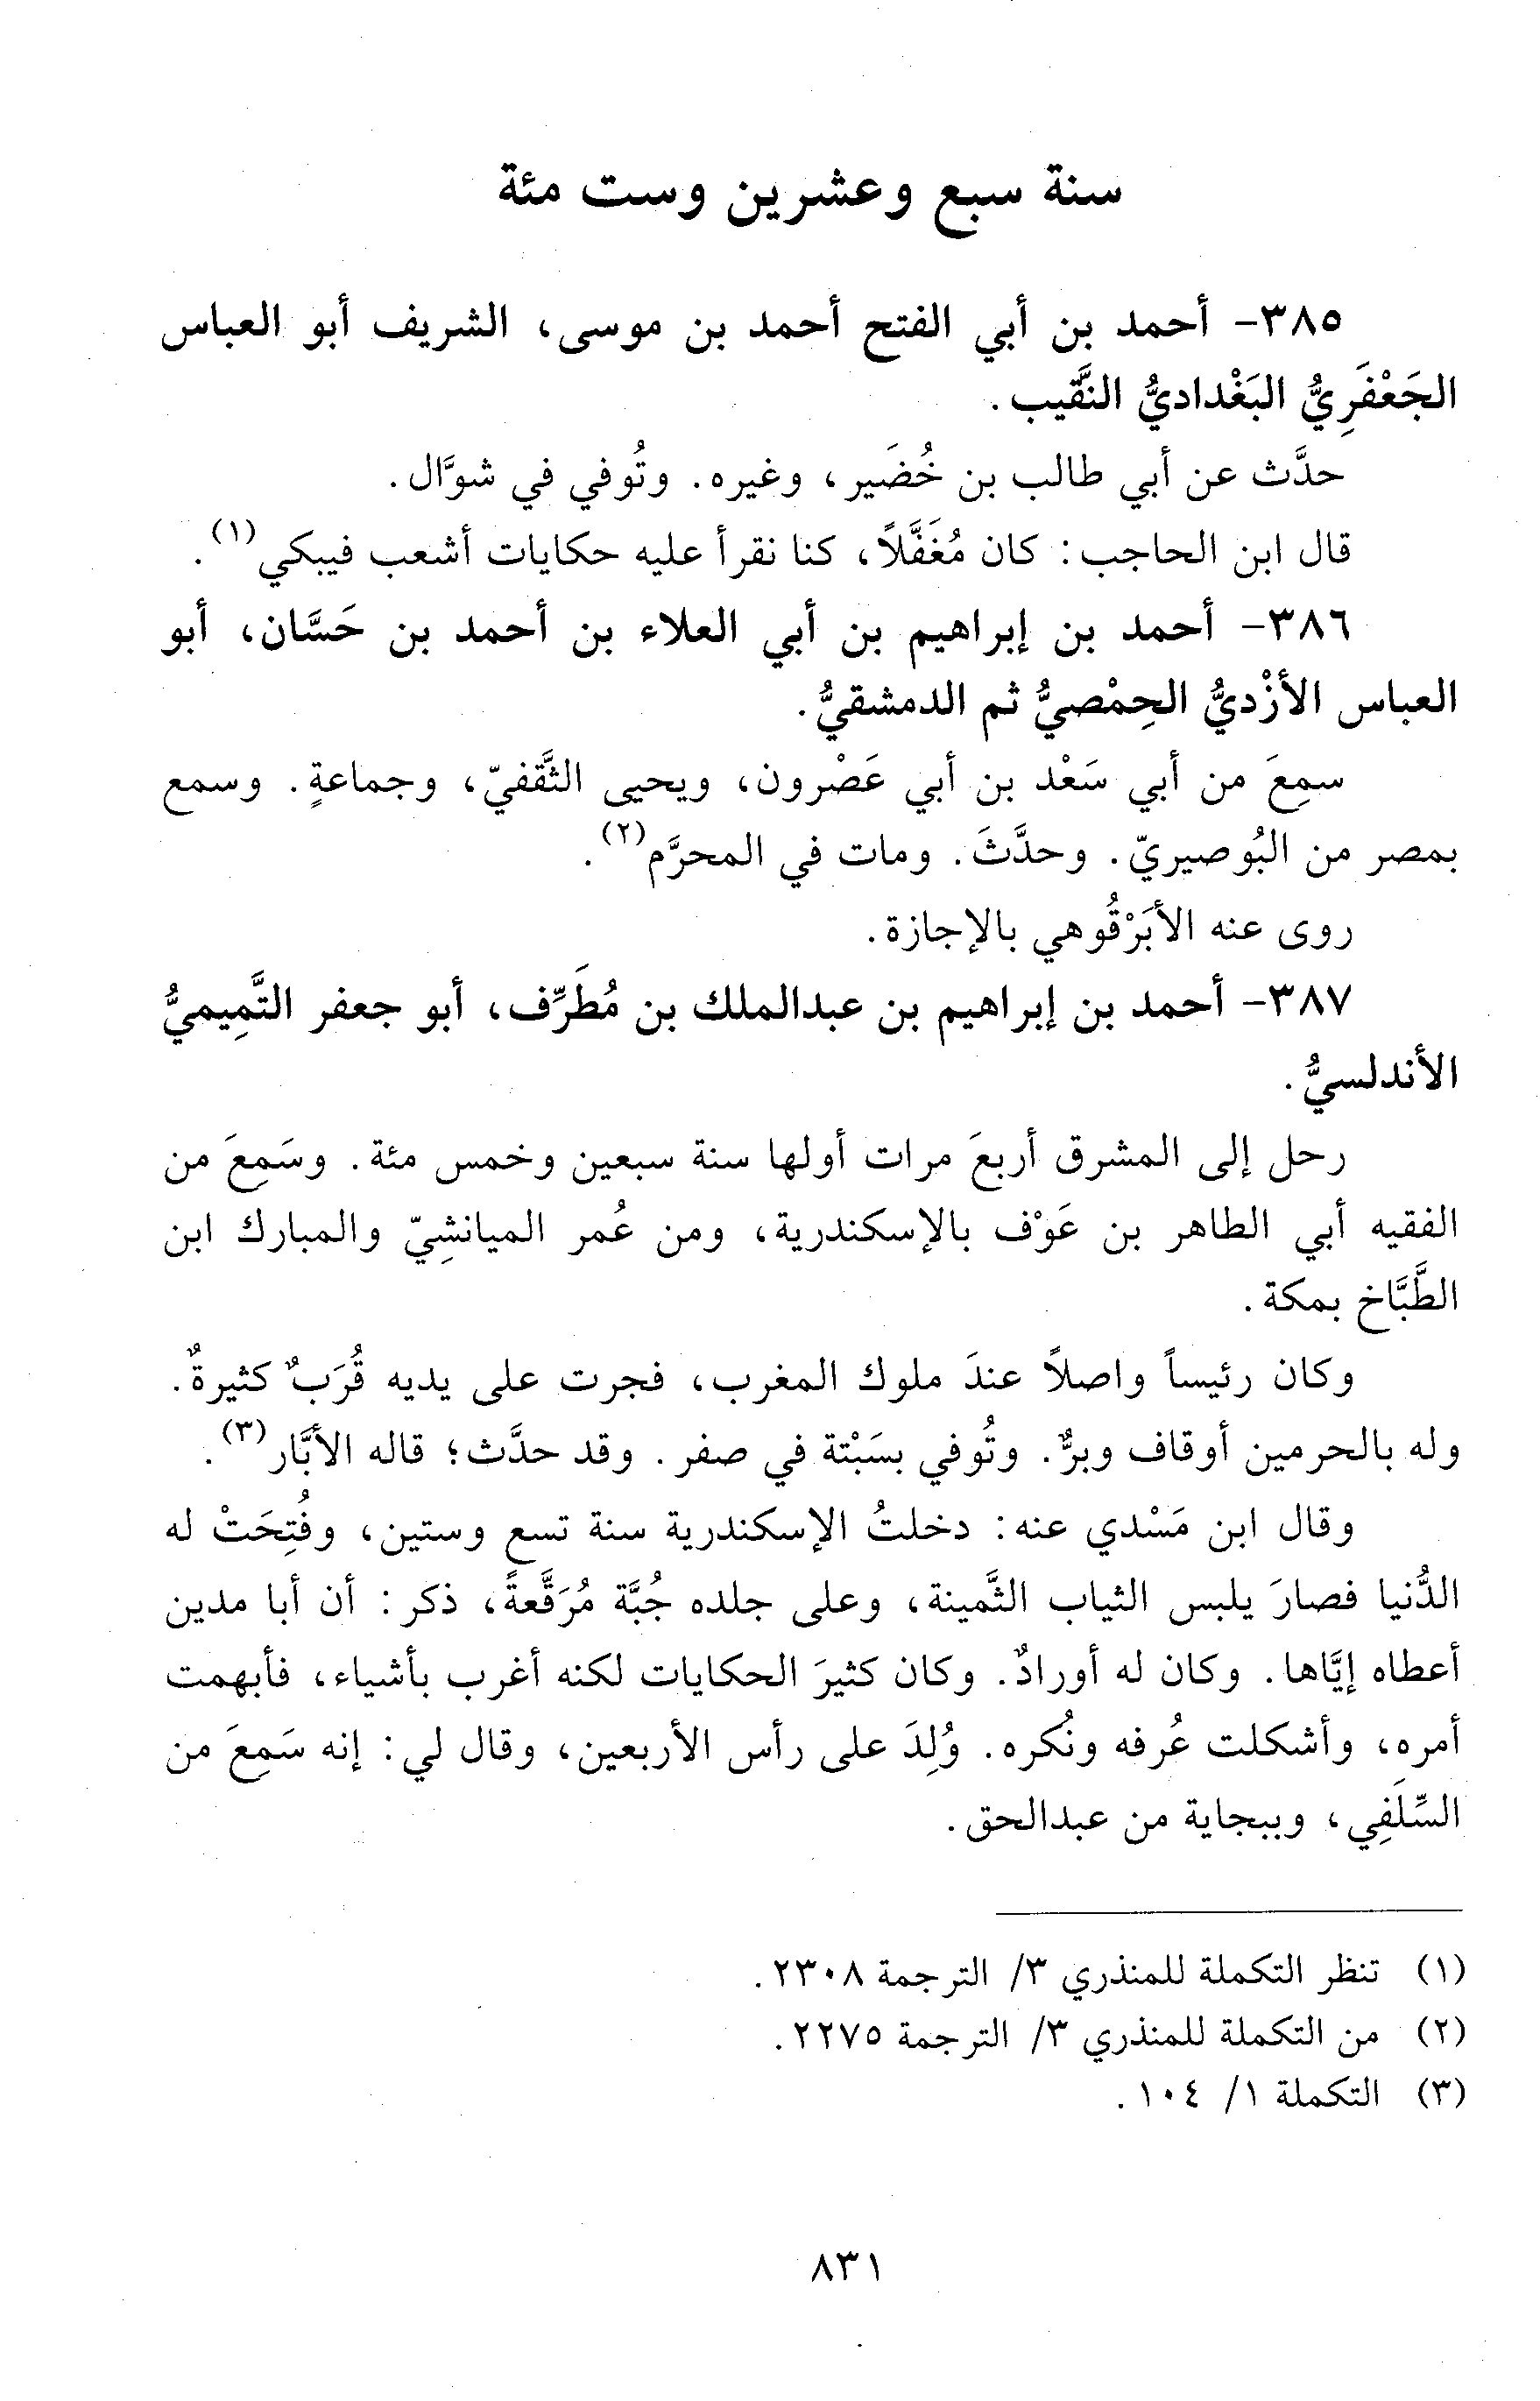 سنة سبع وعشرين وست مئة
٣٨٥- أحمد بن أبي الفتح أحمد بن موسى، الشريف أبو العباس
الجَعْفَرِيُّ البَغْداديُّ النَّقيب.
حدَّث عن أبي طالب بن خُضَير، وغيره. وتُوفي في شوَّال.
قال ابن الحاجب: كان مُغَفَّلاً، كنا نقرأ عليه حكايات أشعب فيبكي(١).
٣٨٦- أحمد بن إبراهيم بن أبي العلاء بن أحمد بن حَسَّان، أبو
العباس الأزْديُّ الحِمْصيُّ ثم الدمشقيُّ.
سمِعَ من أبي سَعْد بن أبي عَصْرون، ويحيى الثَّقفيّ، وجماعةٍ. وسمع
بمصر من البُوصيريّ. وحدَّثَ. ومات في المحرَّم(٢).
روى عنه الأبَرْقُوهي بالإجازة.
٣٨٧- أحمد بن إبراهيم بن عبدالملك بن مُطَرِّف، أبو جعفر التَّمِيميُّ
الأندلسيُّ.
رحل إلى المشرق أربعَ مرات أولها سنة سبعين وخمس مئة. وسَمِعَ من
الفقيه أبي الطاهر بن عَوْف بالإسكندرية، ومن عُمر الميانشِيّ والمبارك ابن
الطَّبَّاخ بمكة.
وكان رئيساً واصلاً عندَ ملوك المغرب، فجرت على يديه قُرَبٌ كثيرةٌ.
وله بالحرمين أوقاف وبرٌّ. وتُوفي بسَبْتة في صفر. وقد حدَّث؛ قاله الأبَّار(٣).
وقال ابن مَسْدي عنه: دخلتُ الإسكندرية سنة تسع وستين، وفُتِحَتْ له
الدُّنيا فصارَ يلبس الثياب الثَّمينة، وعلى جلده جُبَّة مُرَقَّعةً، ذكر: أن أبا مدين
أعطاه إيَّاها. وكان له أورادٌ. وكان كثيرَ الحكايات لكنه أغرب بأشياء، فأبهمت
أمره، وأشكلت عُرفه ونُكره. وُلِدَ على رأس الأربعين، وقال لي: إنه سَمِعَ من
السِّلَفِي، وببجاية من عبدالحق.
(١) تنظر التكملة للمنذري ٣/ الترجمة ٢٣٠٨.
(٢) من التكملة للمنذري ٣/ الترجمة ٢٢٧٥.
(٣) التكملة ١/ ١٠٤.
٨٣١